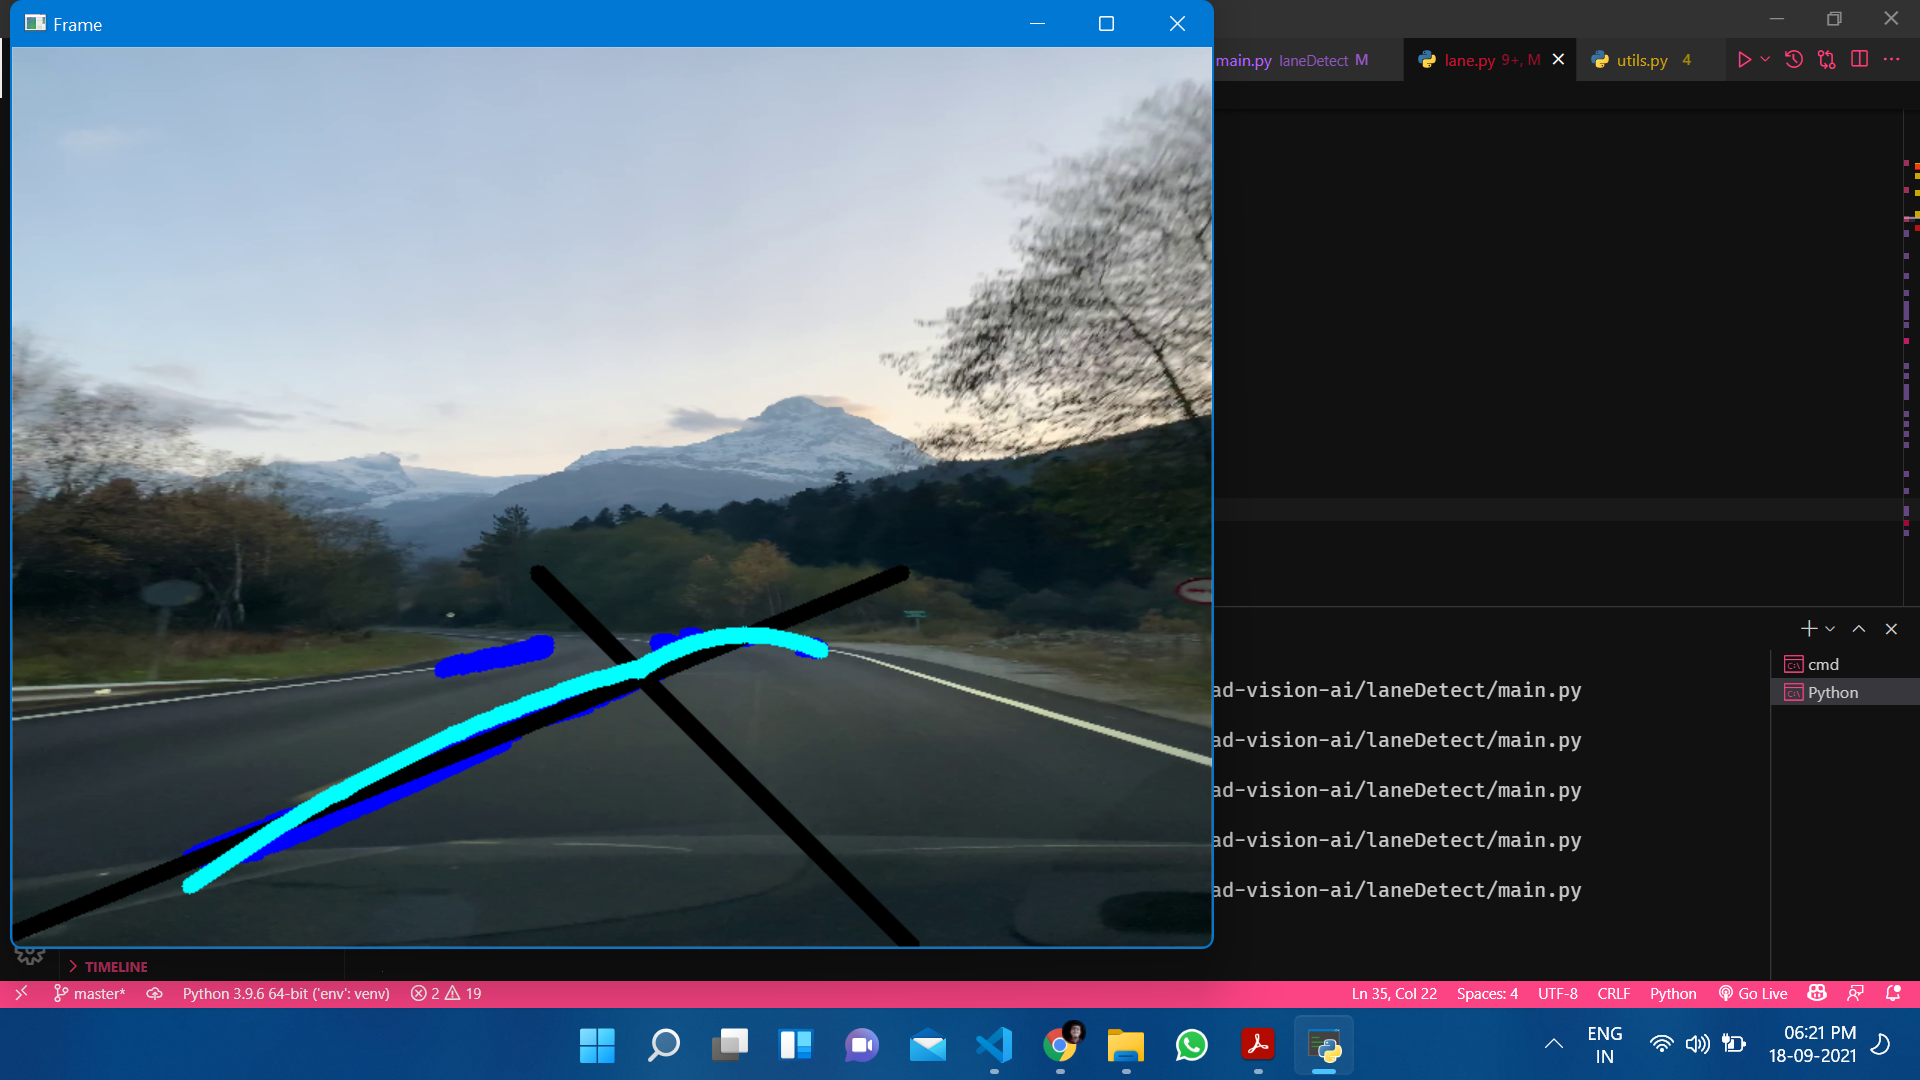 Frame
main.py laneDetect M
lane.py 9+, M
utils.py 4
cmd
Python
ad-vision-ai/laneDetect/main.py
ad-vision-ai/laneDetect/main.py
ad-vision-ai/laneDetect/main.py
ad-vision-ai/laneDetect/main.py
ad-vision-ai/laneDetect/main.py
TIMELINE
master* Python 3.9.6 64-bit ('env': venv) 2 19 Ln 35, Col 22 Spaces: 4 UTF-8 CRLF Python Go Live
ENG
IN
06:21 PM
18-09-2021